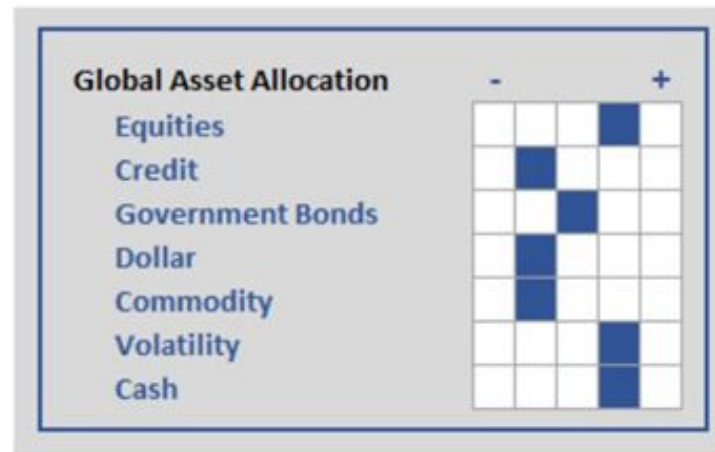 Global Asset Allocation - +
Equities
Credit
Government Bonds
Dollar
Commodity
Volatility
Cash